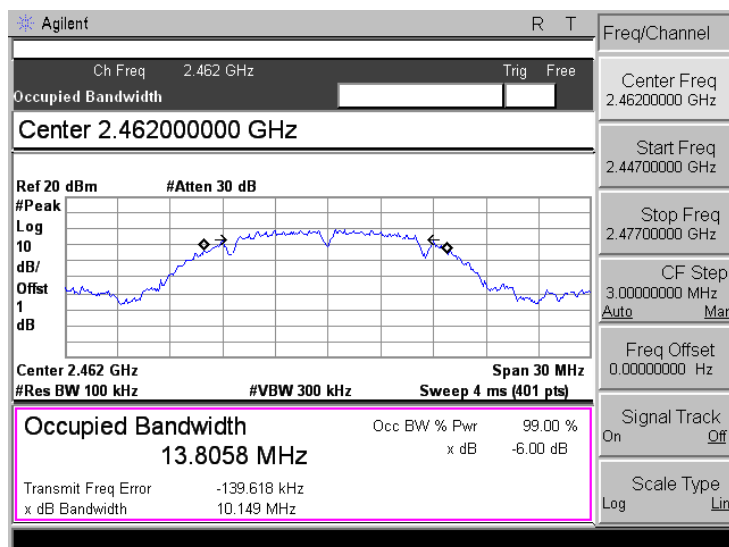 Agilent R T
Ch Freq 2.462 GHz Trig Free
Occupied Bandwidth
Center 2.462000000 GHz
Ref 20 dBm #Atten 30 dB
#Peak
Log
10
dB/
Offst
1
dB
Center 2.462 GHz Span 30 MHz
#Res BW 100 kHz #VBW 300 kHz Sweep 4 ms (401 pts)
Occupied Bandwidth
13.8058 MHz
Occ BW % Pwr 99.00 %
x dB -6.00 dB
Transmit Freq Error -139.618 kHz
x dB Bandwidth 10.149 MHz
Freq/Channel
Center Freq
2.46200000 GHz
Start Freq
2.44700000 GHz
Stop Freq
2.47700000 GHz
CF Step
3.00000000 MHz
Auto Mar
Freq Offset
0.00000000 Hz
Signal Track
On Off
Scale Type
Log Lin